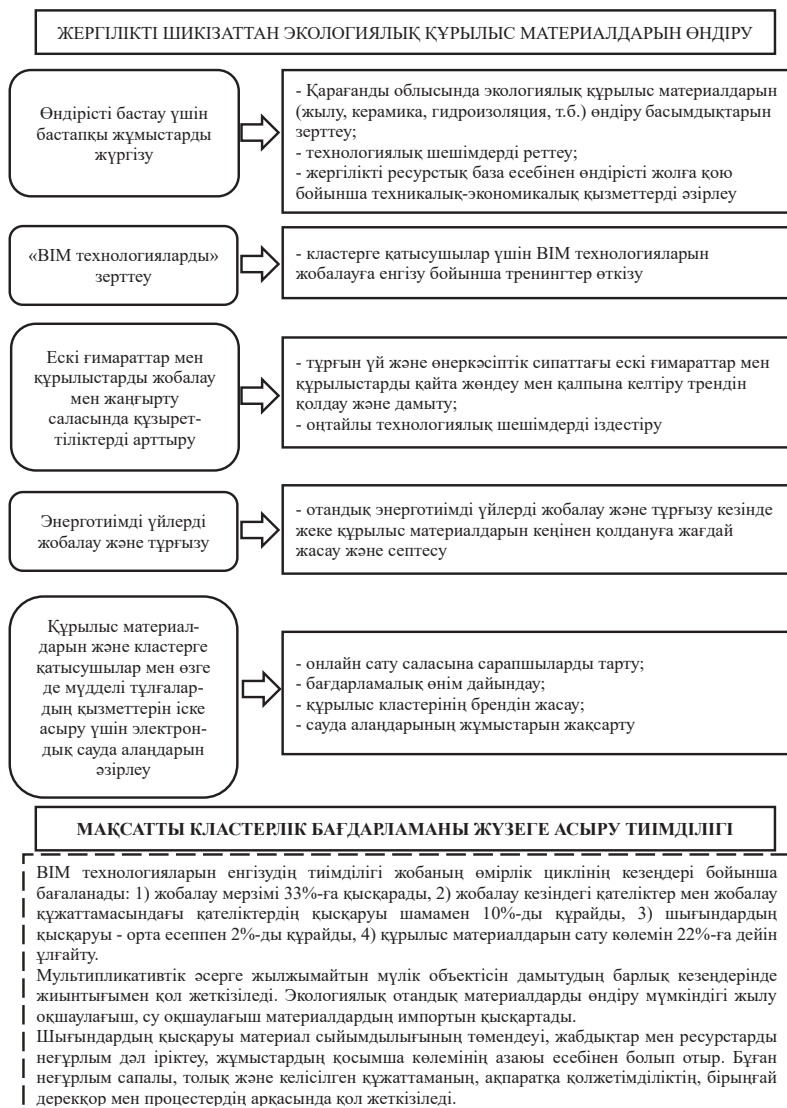 ЖЕРГІЛІКТІ ШИКІЗАТТАН ЭКОЛОГИЯЛЫҚ ҚҰРЫЛЫС МАТЕРИАЛДАРЫН ӨНДІРУ
Өндірісті бастау үшін
бастапқы жұмыстарды
жүргізу
- Қарағанды облысында экологиялық құрылыс материалдарын
(жылу, керамика, гидроизоляция, т.б.) өндіру басымдықтарын
зерттеу;
- технологиялық шешімдерді реттеу;
- жергілікті ресурстық база есебінен өндірісті жолға қою
бойынша техникалық-экономикалық қызметтерді әзірлеу
«BIM технологияларды»
зерттеу
- кластерге қатысушылар үшін BIM технологияларын
жобалауға енгізу бойынша тренингтер өткізу
Ескі ғимараттар мен
құрылыстарды жобалау
мен жаңғырту
саласында құзырет-
тіліктерді арттыру
- тұрғын үй және өнеркәсіптік сипаттағы ескі ғимараттар мен
құрылыстарды қайта жөндеу мен қалпына келтіру трендін
қолдау және дамыту;
- оңтайлы технологиялық шешімдерді іздестіру
Энерготиімді үйлерді
жобалау және тұрғызу
- отандық энерготиімді үйлерді жобалау және тұрғызу кезінде
жеке құрылыс материалдарын кеңінен қолдануға жағдай
жасау және септесу
Құрылыс материал-
дарын және кластерге
қатысушылар мен өзге
де мүдделі тұлғалар-
дың қызметтерін іске
асыру үшін электрон-
дық сауда алаңдарын
әзірлеу
- онлайн сату саласына сарапшыларды тарту;
- бағдарламалық өнім дайындау;
- құрылыс кластерінің брендін жасау;
- сауда алаңдарының жұмыстарын жақсарту
МАҚСАТТЫ КЛАСТЕРЛІК БАҒДАРЛАМАНЫ ЖҮЗЕГЕ АСЫРУ ТИІМДІЛІГІ
BIM технологияларын енгізудің тиімділігі жобаның өмірлік циклінің кезеңдері бойынша
бағаланады: 1) жобалау мерзімі 33%-ға қысқарады, 2) жобалау кезіндегі қателіктер мен жобалау
құжаттамасындағы қателіктердің қысқаруы шамамен 10%-ды құрайды, 3) шығындардың
қысқаруы - орта есеппен 2%-ды құрайды, 4) құрылыс материалдарын сату көлемін 22%-ға дейін
ұлғайту.
Мультипликативтік әсерге жылжымайтын мүлік объектісін дамытудың барлық кезеңдерінде
жиынтығымен қол жеткізіледі. Экологиялық отандық материалдарды өндіру мүмкіндігі жылу
оқшаулағыш, су оқшаулағыш материалдардың импортын қысқартады.
Шығындардың қысқаруы материал сыйымдылығының төмендеуі, жабдықтар мен ресурстарды
неғұрлым дәл іріктеу, жұмыстардың қосымша көлемінің азаюы есебінен болып отыр. Бұған
неғұрлым сапалы, толық және келісілген құжаттаманың, ақпаратқа қолжетімділіктің, бірыңғай
дерекқор мен процестердің арқасында қол жеткізіледі.